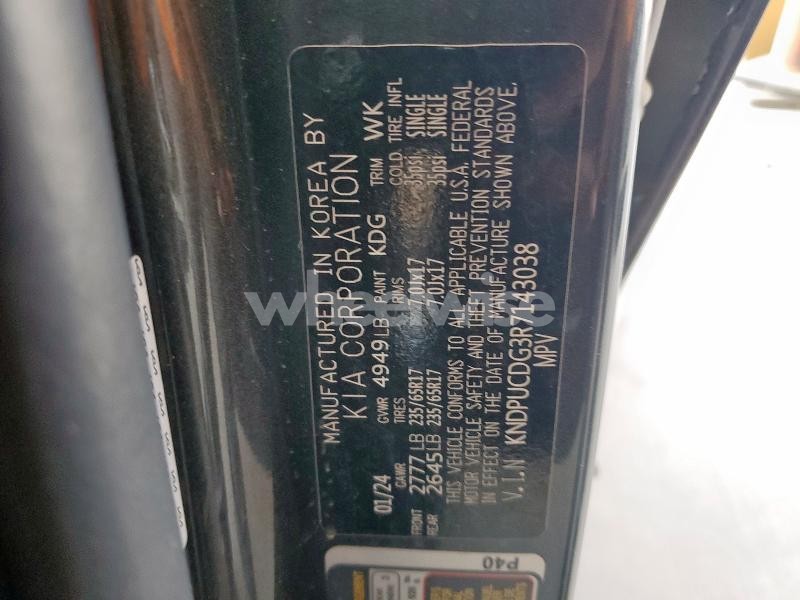 MANUFACTURED IN KOREA BY
KIA CORPORATION
01/24 GVWR 4949LB PAINT KDG TRIM WK
GAWR TIRES RIMS COLD TIRE INFL
FRONT 2777LB 235/65R17 7.0Jx17 35psi SINGLE
REAR 2645LB 235/65R17 7.0Jx17 35psi SINGLE
THIS VEHICLE CONFORMS TO ALL APPLICABLE U.S.A. FEDERAL
MOTOR VEHICLE SAFETY AND THEFT PREVENTION STANDARDS
IN EFFECT ON THE DATE OF MANUFACTURE SHOWN ABOVE.
V.I.N KNDPUCDG3R7143038
MPV
P40
wheelwise